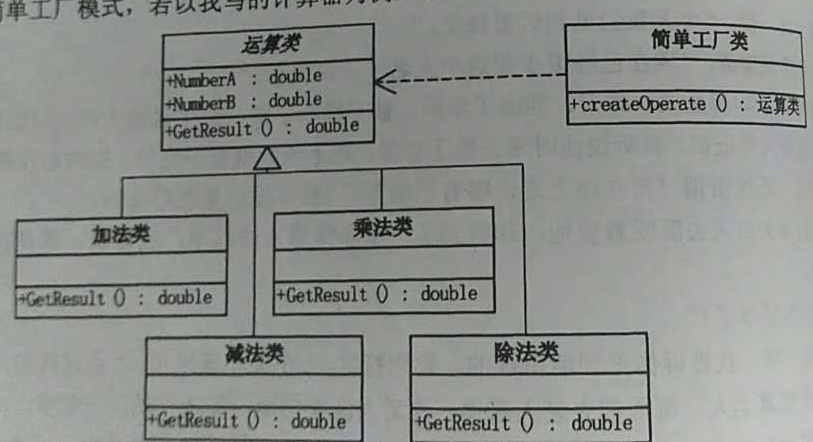 单工厂模式，若以我写的计算器为
运算类
+NumberA : double
+NumberB : double
+GetResult () : double
简单工厂类
+createOperate () : 运算类
加法类
+GetResult () : double
乘法类
+GetResult () : double
减法类
+GetResult () : double
除法类
+GetResult () : double